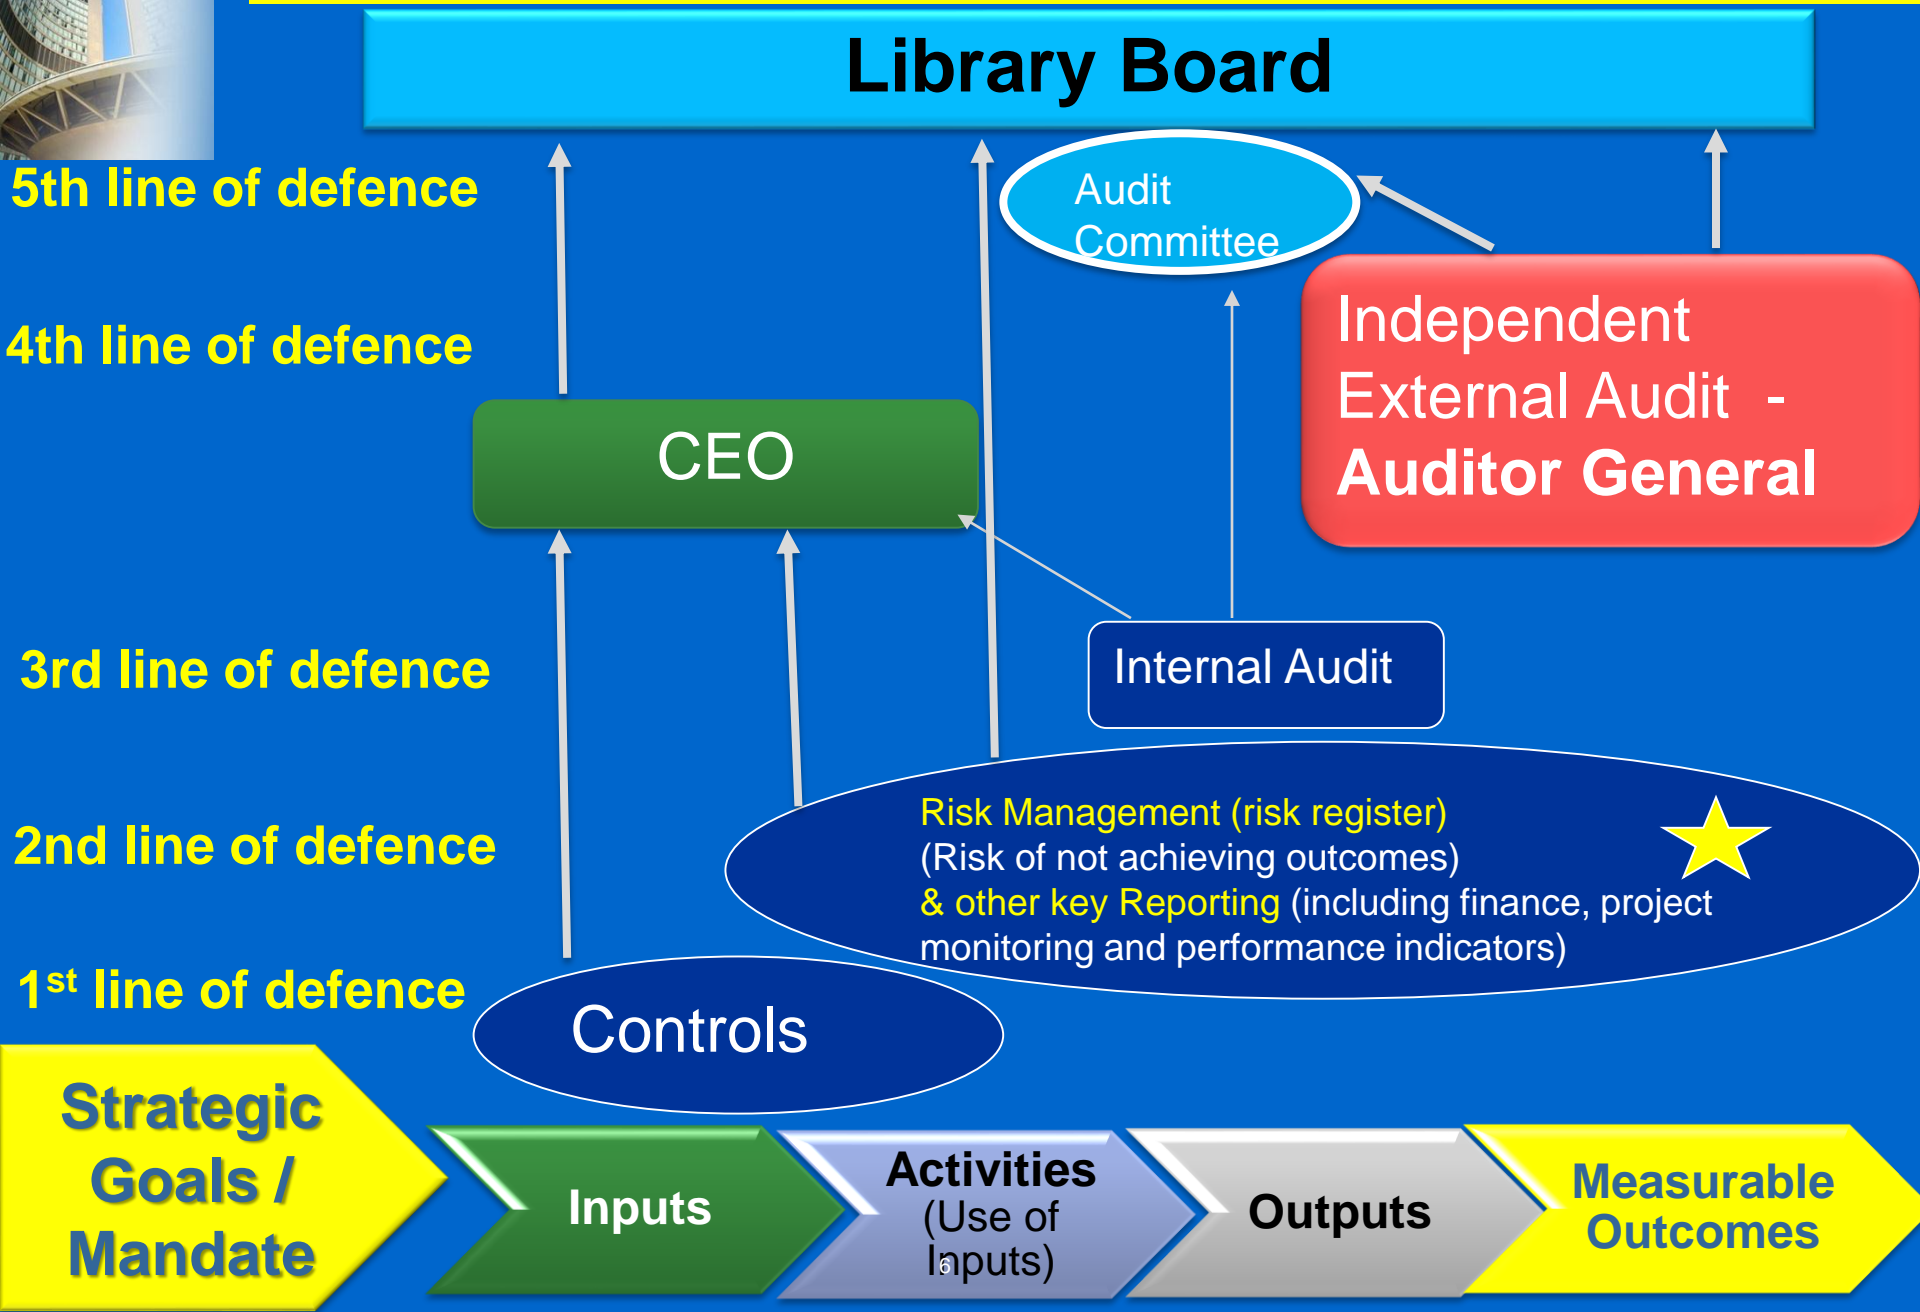 Library Board
5th line of defence
Audit
Committee
4th line of defence
Independent
External Audit -
Auditor General
CEO
3rd line of defence
Internal Audit
2nd line of defence
Risk Management (risk register)
(Risk of not achieving outcomes)
& other key Reporting (including finance, project
monitoring and performance indicators)
1st line of defence
Controls
Strategic
Goals /
Mandate
Inputs
Activities
(Use of
Inputs)
6
Outputs
Measurable
Outcomes